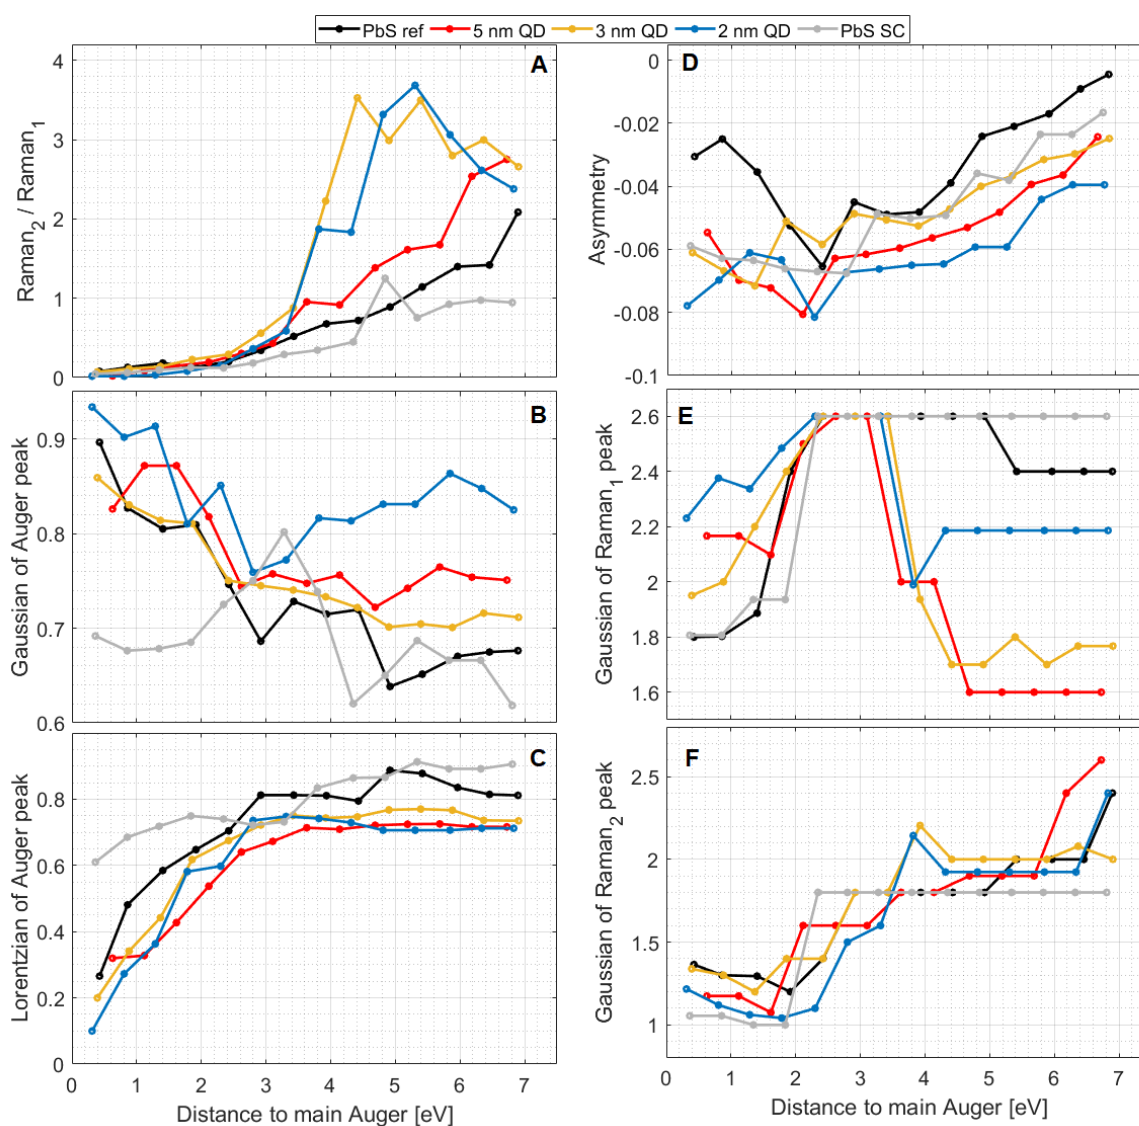 PbS ref 5 nm QD 3 nm QD 2 nm QD PbS SC
A
Raman2 / Raman1
4
3
2
1
0
D
Asymmetry
0
-0.02
-0.04
-0.06
-0.08
-0.1
B
Gaussian of Auger peak
0.9
0.8
0.7
0.6
E
Gaussian of Raman1 peak
2.6
2.4
2.2
2
1.8
1.6
C
Lorentzian of Auger peak
0.8
0.6
0.4
0.2
0
0 1 2 3 4 5 6 7
Distance to main Auger [eV]
F
Gaussian of Raman2 peak
2.5
2
1.5
1
0 1 2 3 4 5 6 7
Distance to main Auger [eV]